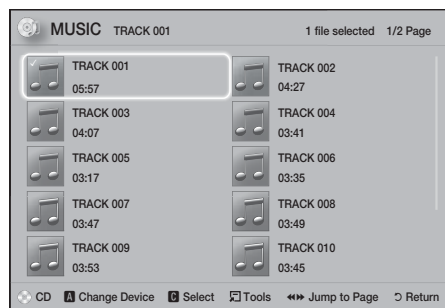 MUSIC TRACK 001 1 file selected 1/2 Page
TRACK 001 TRACK 002
05:57 04:27
TRACK 003 TRACK 004
04:07 03:41
TRACK 005 TRACK 006
03:17 03:35
TRACK 007 TRACK 008
03:47 03:49
TRACK 009 TRACK 010
03:53 03:45
CD A Change Device C Select Tools Jump to Page Return